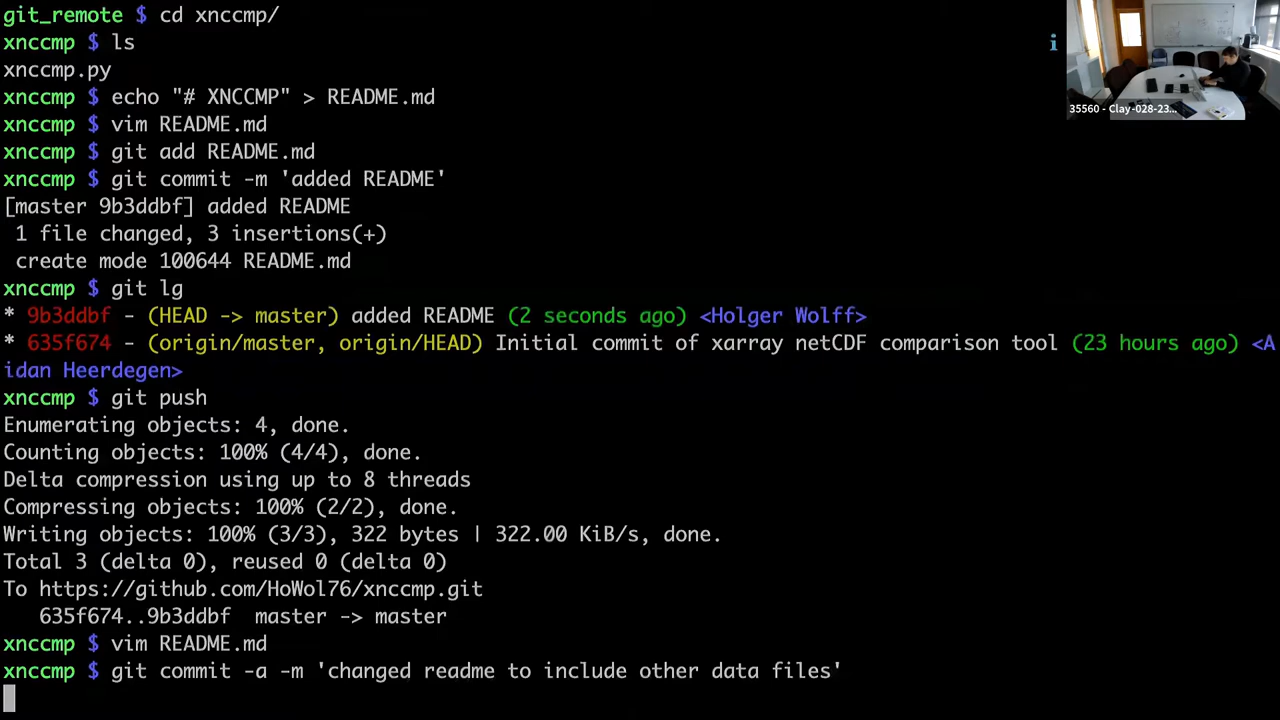 git_remote $ cd xnccmp/
xnccmp $ ls
xnccmp.py
xnccmp $ echo "# XNCCMP" > README.md
xnccmp $ vim README.md
xnccmp $ git add README.md
xnccmp $ git commit -m 'added README'
[master 9b3ddbf] added README
 1 file changed, 3 insertions(+)
 create mode 100644 README.md
xnccmp $ git lg
* 9b3ddbf - (HEAD -> master) added README (2 seconds ago) <Holger Wolff>
* 635f674 - (origin/master, origin/HEAD) Initial commit of xarray netCDF comparison tool (23 hours ago) <A
idan Heerdegen>
xnccmp $ git push
Enumerating objects: 4, done.
Counting objects: 100% (4/4), done.
Delta compression using up to 8 threads
Compressing objects: 100% (2/2), done.
Writing objects: 100% (3/3), 322 bytes | 322.00 KiB/s, done.
Total 3 (delta 0), reused 0 (delta 0)
To https://github.com/HoWol76/xnccmp.git
   635f674..9b3ddbf  master -> master
xnccmp $ vim README.md
xnccmp $ git commit -a -m 'changed readme to include other data files'
i
35560 - Clay-028-23...